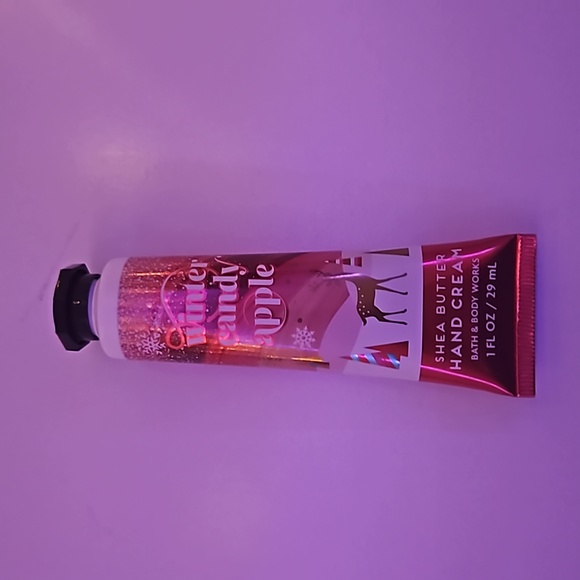 winter
candy
apple
SHEA BUTTER
HAND CREAM
BATH & BODY WORKS
1 FL OZ / 29 mL